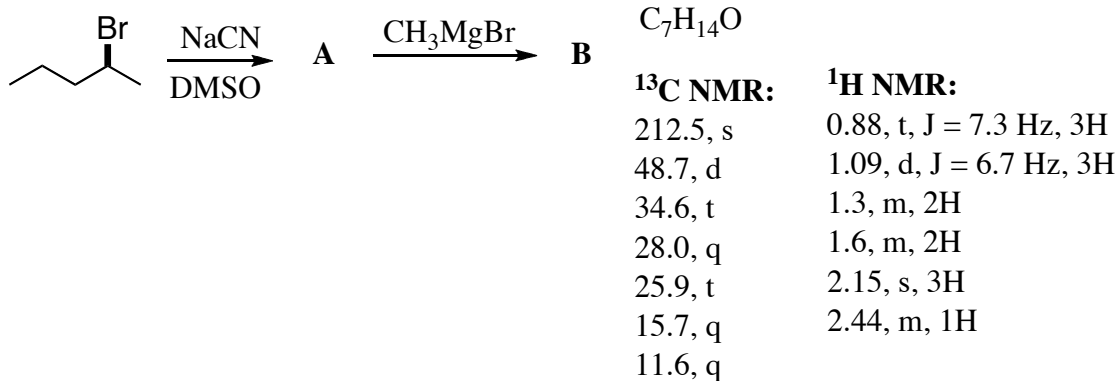 Br
NaCN
DMSO
A
CH₃MgBr
B
C₇H₁₄O
¹³C NMR:
212.5, s
48.7, d
34.6, t
28.0, q
25.9, t
15.7, q
11.6, q
¹H NMR:
0.88, t, J = 7.3 Hz, 3H
1.09, d, J = 6.7 Hz, 3H
1.3, m, 2H
1.6, m, 2H
2.15, s, 3H
2.44, m, 1H